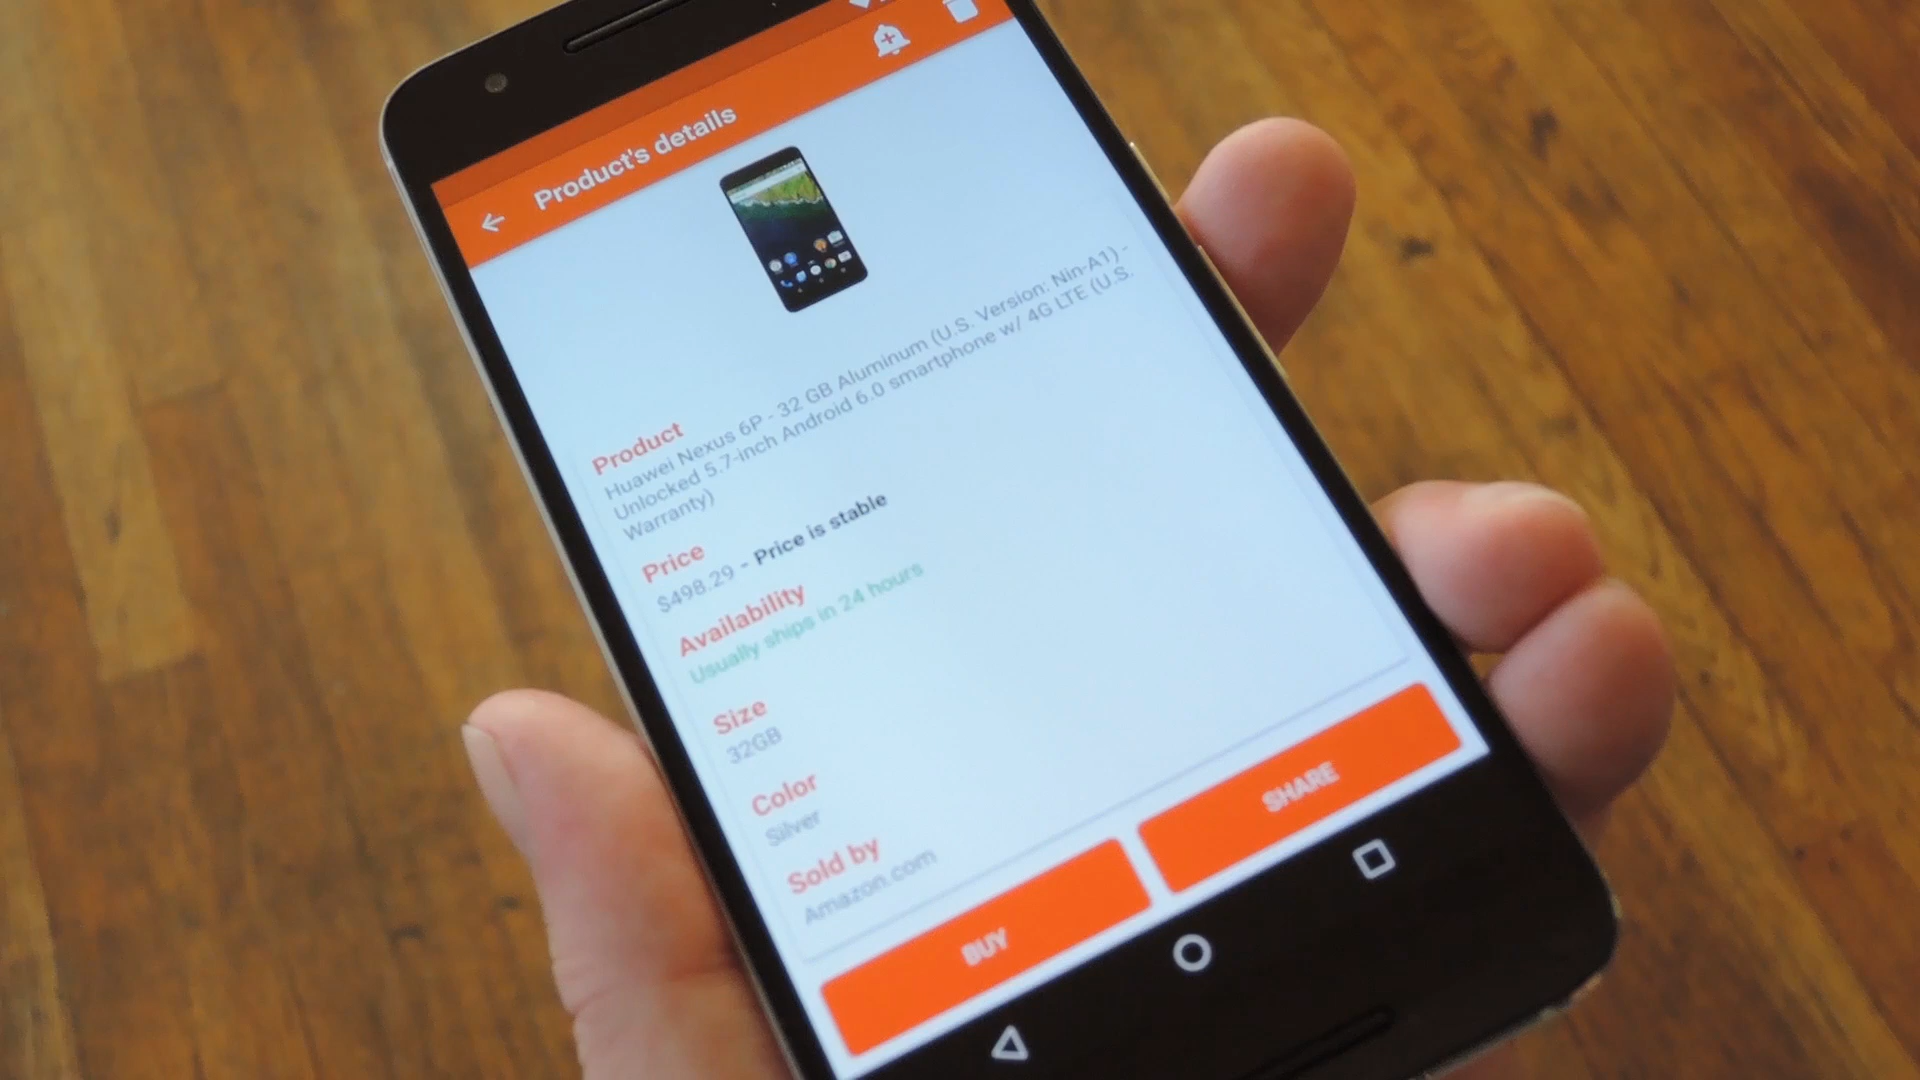 Product's details
Product
Huawei Nexus 6P - 32 GB Aluminum (U.S. Version: Nin-A1) -
Unlocked 5.7-inch Android 6.0 smartphone w/ 4G LTE (U.S.
Warranty)
Price
$498.29 - Price is stable
Availability
Usually ships in 24 hours
Size
32GB
Color
Silver
Sold by
Amazon.com
BUY
SHARE